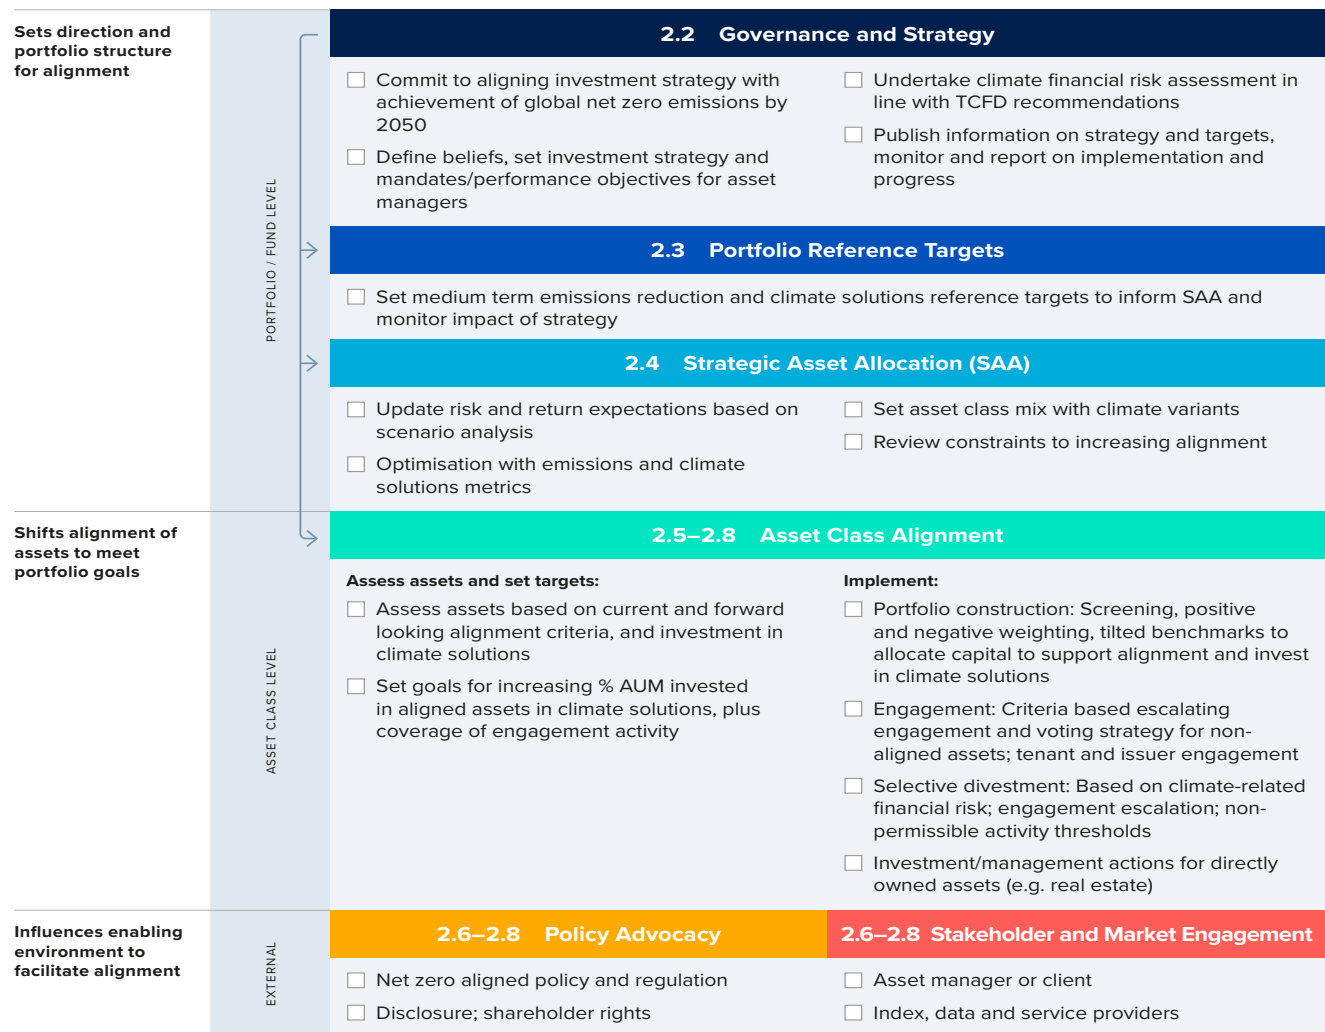 Sets direction and
portfolio structure
for alignment
PORTFOLIO / FUND LEVEL
2.2 Governance and Strategy
Commit to aligning investment strategy with
achievement of global net zero emissions by
2050
Define beliefs, set investment strategy and
mandates/performance objectives for asset
managers
Undertake climate financial risk assessment in
line with TCFD recommendations
Publish information on strategy and targets,
monitor and report on implementation and
progress
2.3 Portfolio Reference Targets
Set medium term emissions reduction and climate solutions reference targets to inform SAA and
monitor impact of strategy
2.4 Strategic Asset Allocation (SAA)
Update risk and return expectations based on
scenario analysis
Optimisation with emissions and climate
solutions metrics
Set asset class mix with climate variants
Review constraints to increasing alignment
Shifts alignment of
assets to meet
portfolio goals
ASSET CLASS LEVEL
2.5–2.8 Asset Class Alignment
Assess assets and set targets:
Assess assets based on current and forward
looking alignment criteria, and investment in
climate solutions
Set goals for increasing % AUM invested
in aligned assets in climate solutions, plus
coverage of engagement activity
Implement:
Portfolio construction: Screening, positive
and negative weighting, tilted benchmarks to
allocate capital to support alignment and invest
in climate solutions
Engagement: Criteria based escalating
engagement and voting strategy for non-
aligned assets; tenant and issuer engagement
Selective divestment: Based on climate-related
financial risk; engagement escalation; non-
permissible activity thresholds
Investment/management actions for directly
owned assets (e.g. real estate)
Influences enabling
environment to
facilitate alignment
EXTERNAL
2.6–2.8 Policy Advocacy
Net zero aligned policy and regulation
Disclosure; shareholder rights
2.6–2.8 Stakeholder and Market Engagement
Asset manager or client
Index, data and service providers